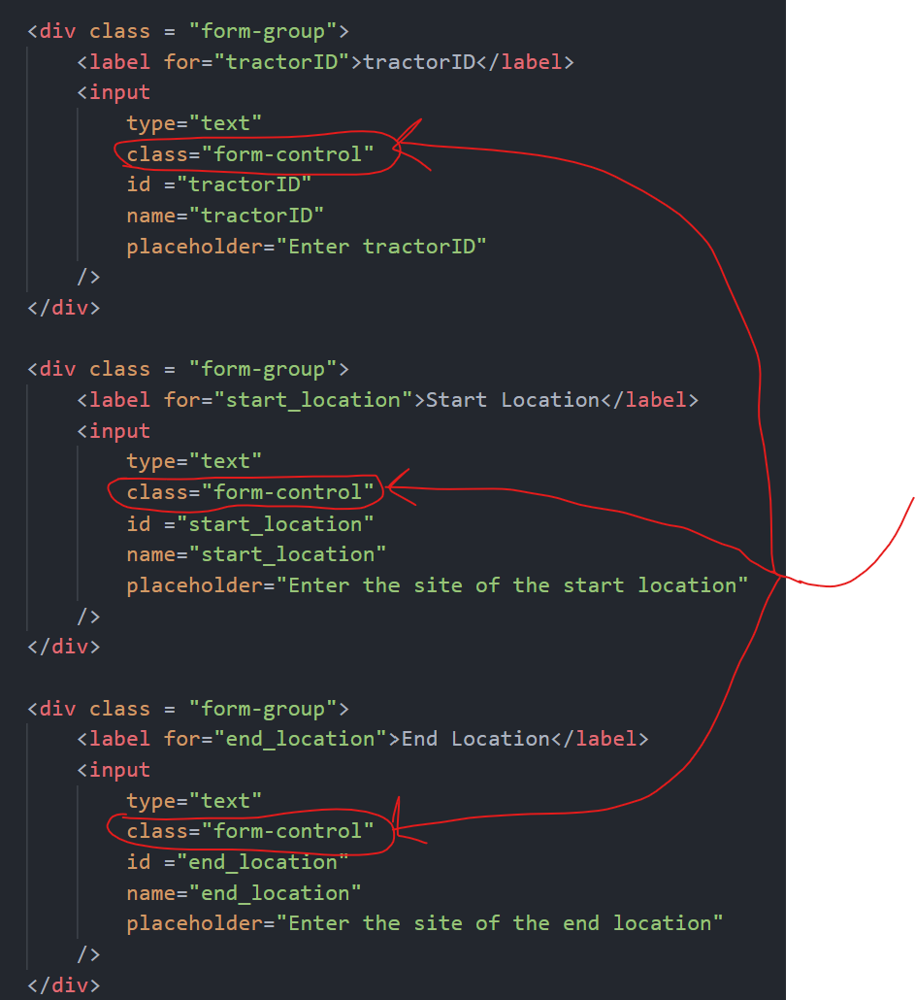 <div class = "form-group">
<label for="tractorID">tractorID</label>
<input
type="text"
class="form-control"
id ="tractorID"
name="tractorID"
placeholder="Enter tractorID"
/>
</div>
<div class = "form-group">
<label for="start_location">Start Location</label>
<input
type="text"
class="form-control"
id ="start_location"
name="start_location"
placeholder="Enter the site of the start location"
/>
</div>
<div class = "form-group">
<label for="end_location">End Location</label>
<input
type="text"
class="form-control"
id ="end_location"
name="end_location"
placeholder="Enter the site of the end location"
/>
</div>